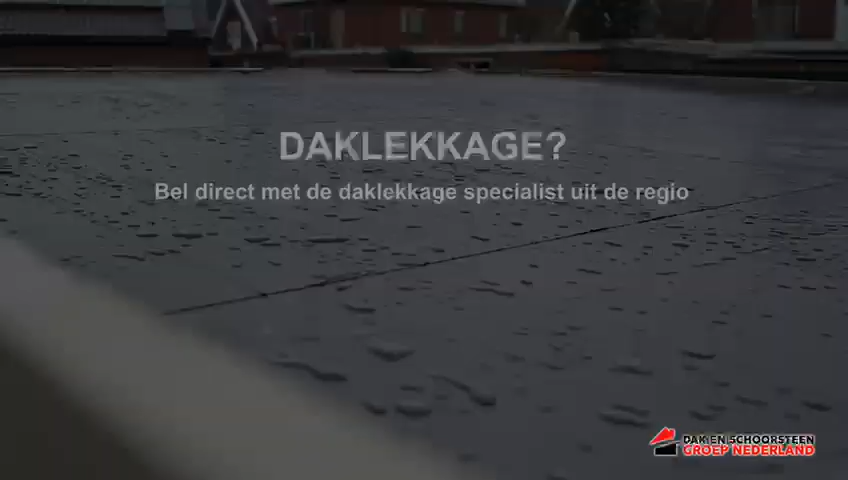 DAKLEKKAGE?
Bel direct met de daklekkage specialist uit de regio
DAK EN SCHOORSTEEN
GROEP NEDERLAND